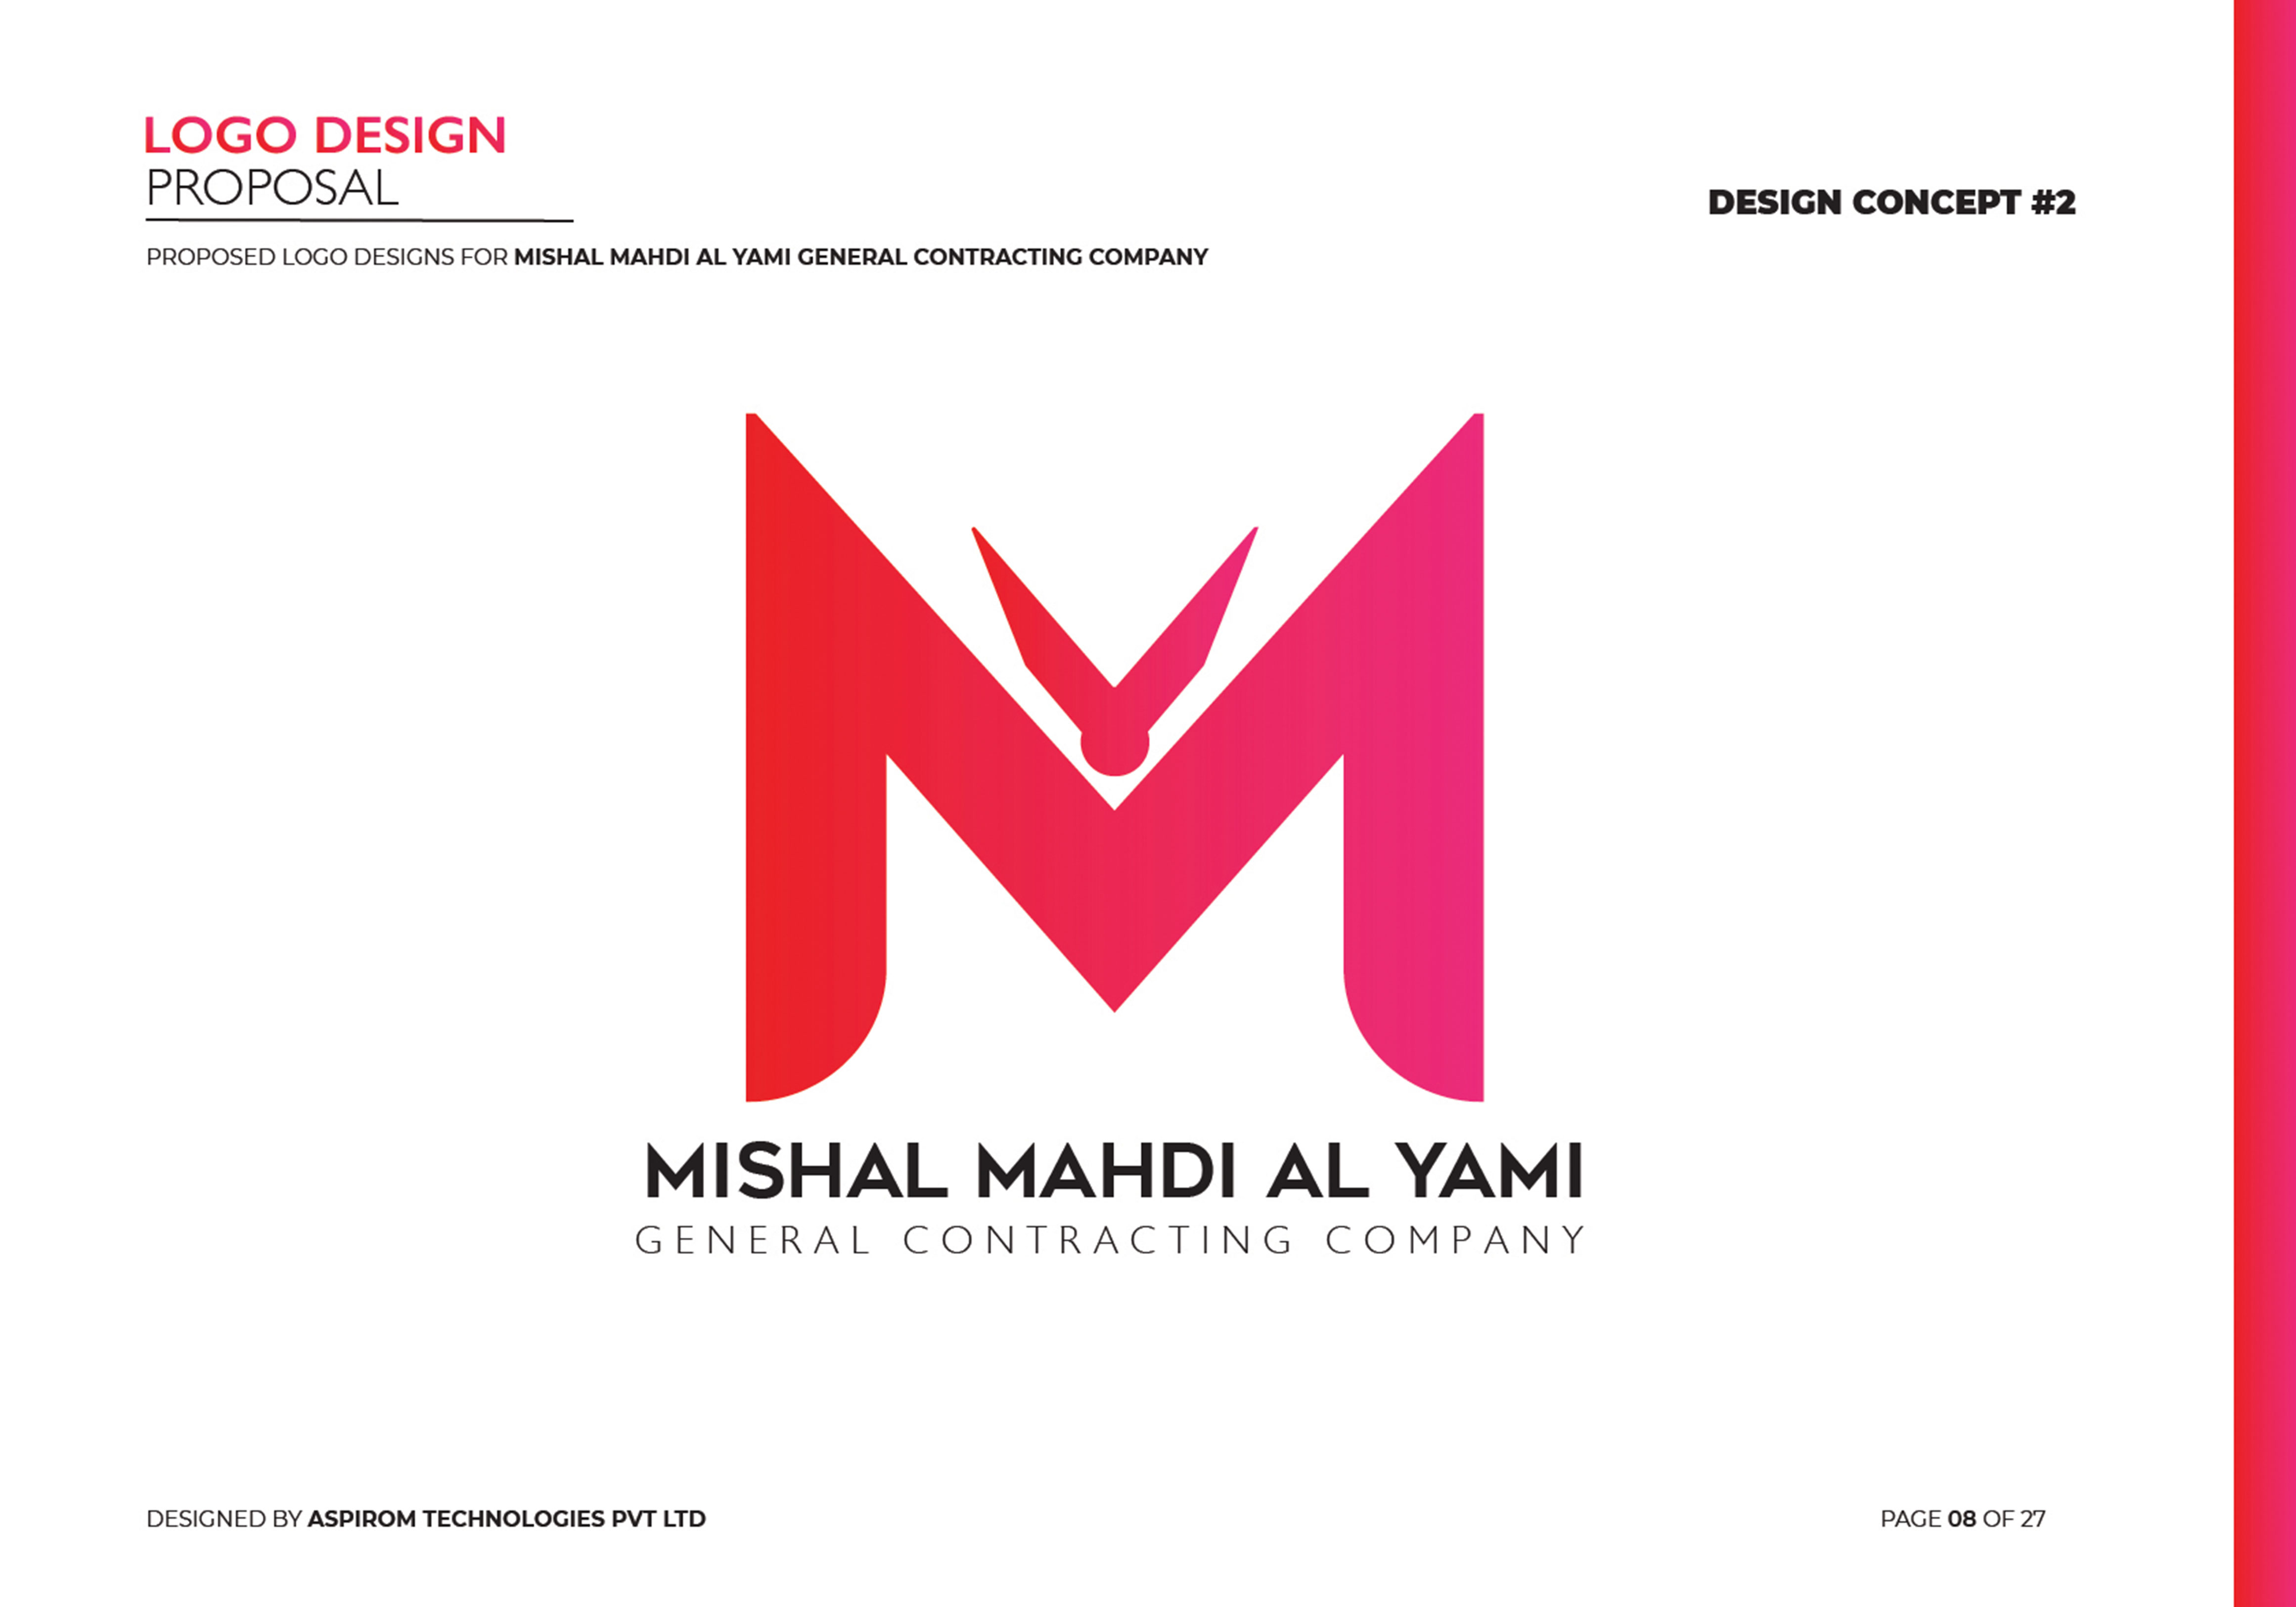 LOGO DESIGN
PROPOSAL
DESIGN CONCEPT #2
PROPOSED LOGO DESIGNS FOR MISHAL MAHDI AL YAMI GENERAL CONTRACTING COMPANY
M
MISHAL MAHDI AL YAMI
GENERAL CONTRACTING COMPANY
DESIGNED BY ASPIROM TECHNOLOGIES PVT LTD
PAGE 08 OF 27